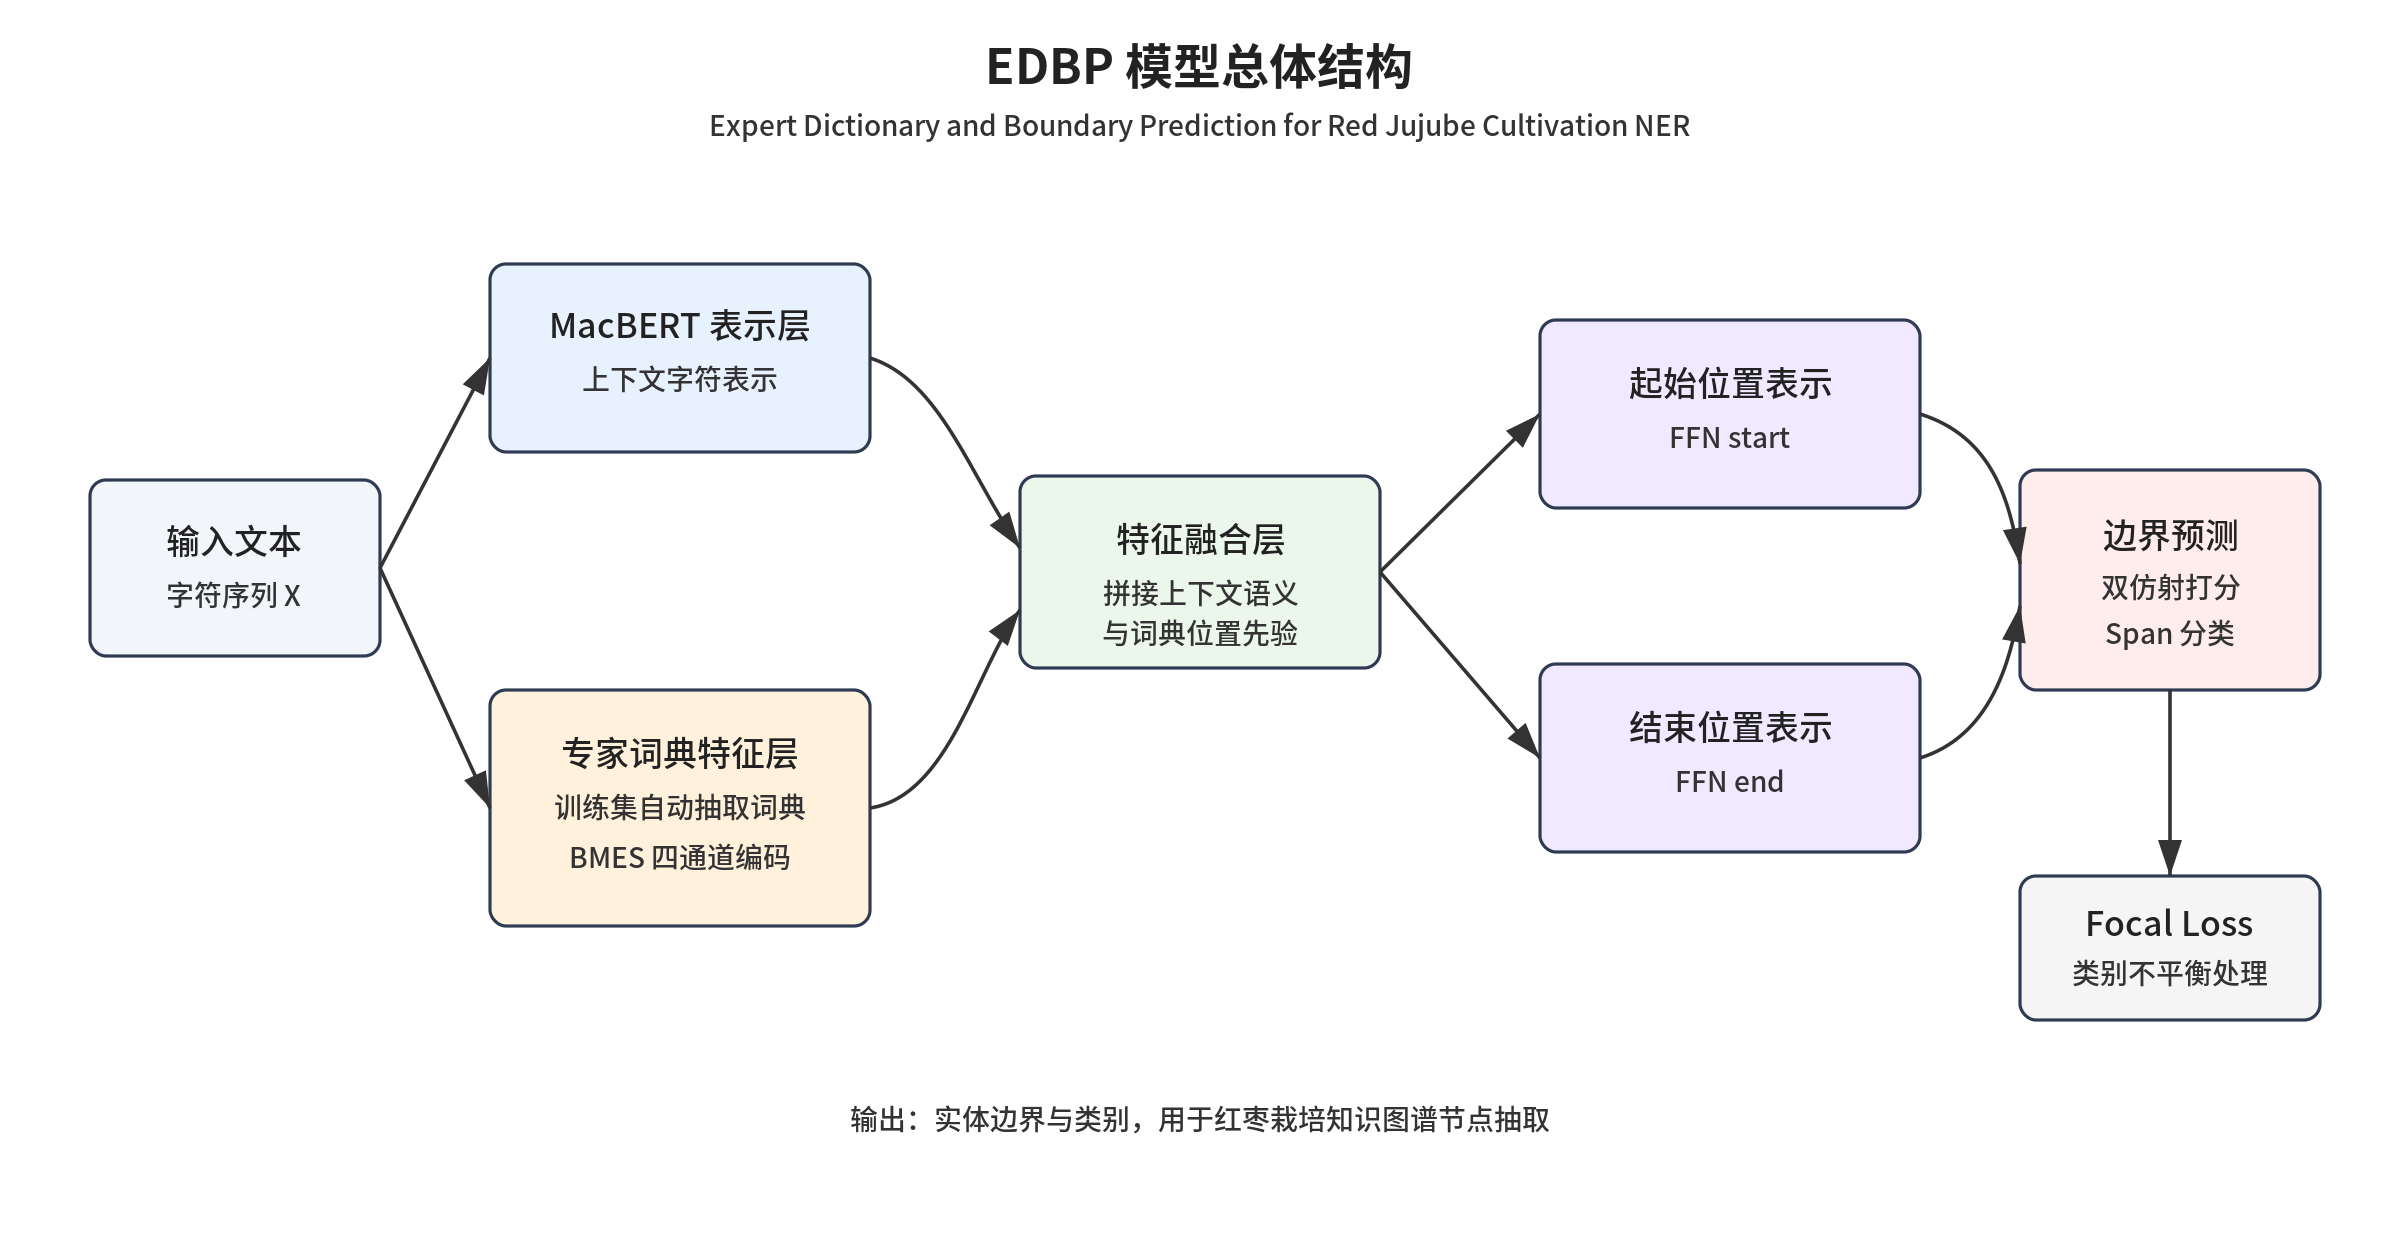 EDBP 模型总体结构
Expert Dictionary and Boundary Prediction for Red Jujube Cultivation NER
输入文本
字符序列 X
MacBERT 表示层
上下文字符表示
专家词典特征层
训练集自动抽取词典
BMES 四通道编码
特征融合层
拼接上下文语义
与词典位置先验
起始位置表示
FFN start
结束位置表示
FFN end
边界预测
双仿射打分
Span 分类
Focal Loss
类别不平衡处理
输出：实体边界与类别，用于红枣栽培知识图谱节点抽取